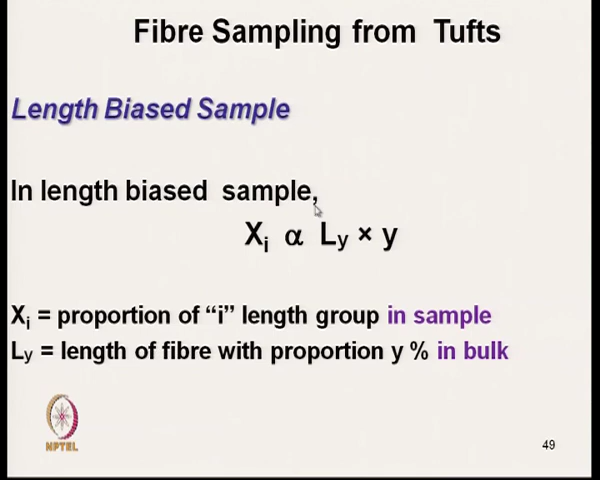 Fibre Sampling from Tufts
Length Biased Sample
In length biased sample,
Xi α Ly × y
Xi = proportion of “i” length group in sample
Ly = length of fibre with proportion y % in bulk
NPTEL
49